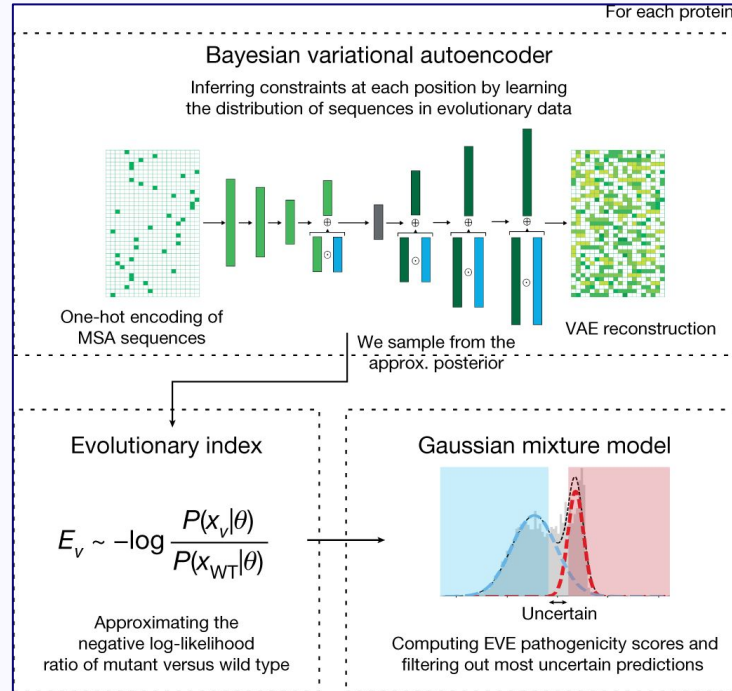 For each protein
Bayesian variational autoencoder
Inferring constraints at each position by learning
the distribution of sequences in evolutionary data
One-hot encoding of
MSA sequences
We sample from the
approx. posterior
VAE reconstruction
Evolutionary index
E_v ~ -log P(x_v|θ) / P(x_WT|θ)
Approximating the
negative log-likelihood
ratio of mutant versus wild type
Gaussian mixture model
Uncertain
Computing EVE pathogenicity scores and
filtering out most uncertain predictions